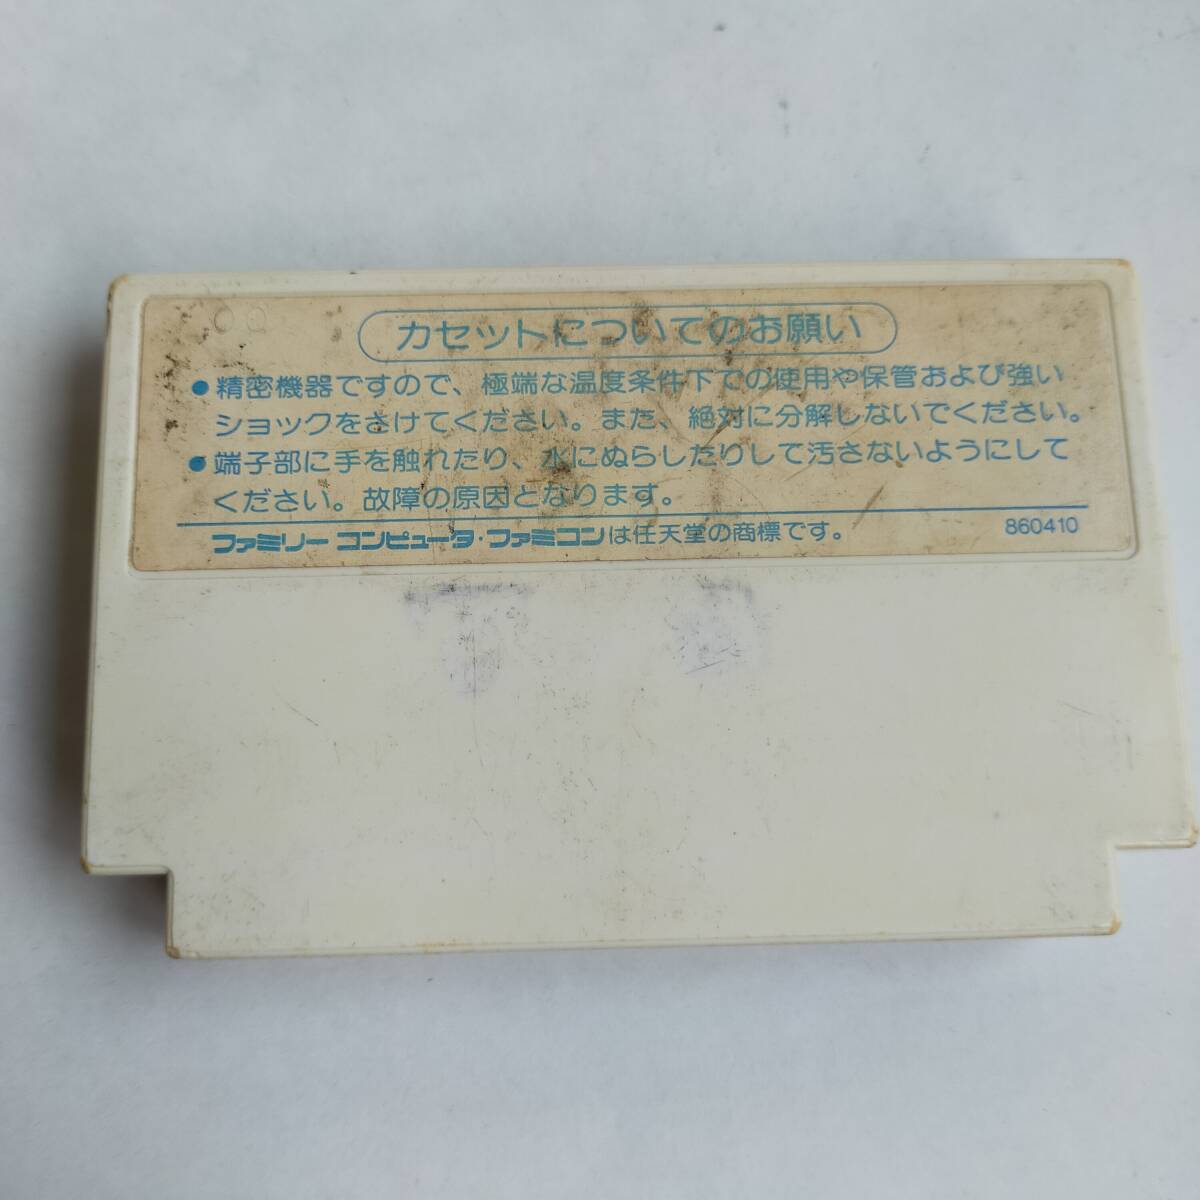 カセットについてのお願い
●精密機器ですので、極端な温度条件下での使用や保管および強い
ショックをさけてください。また、絶対に分解しないでください。
●端子部に手を触れたり、水にぬらしたりして汚さないようにして
ください。故障の原因となります。
ファミリー コンピュータ・ファミコンは任天堂の商標です。
860410